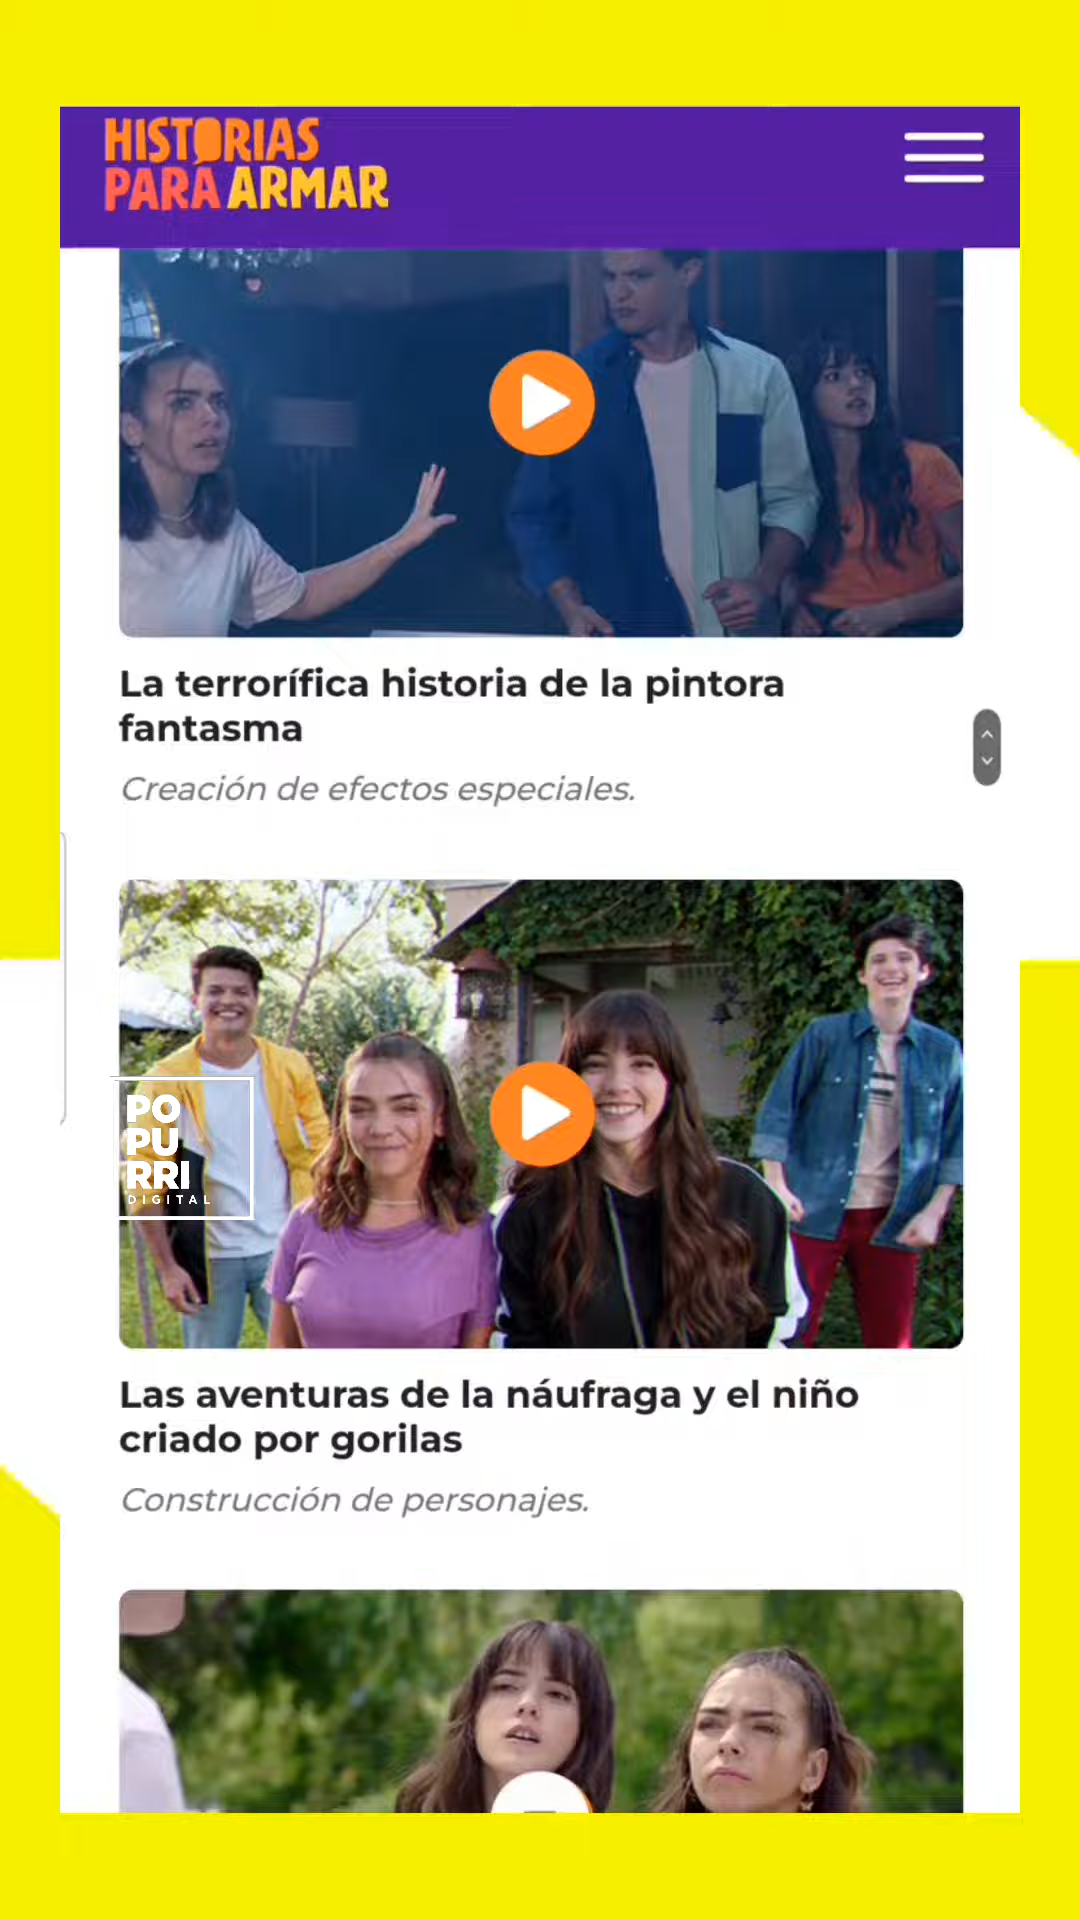 HISTORIAS
PARA ARMAR
La terrorífica historia de la pintora
fantasma
Creación de efectos especiales.
PO
PU
RRI
DIGITAL
Las aventuras de la náufraga y el niño
criado por gorilas
Construcción de personajes.